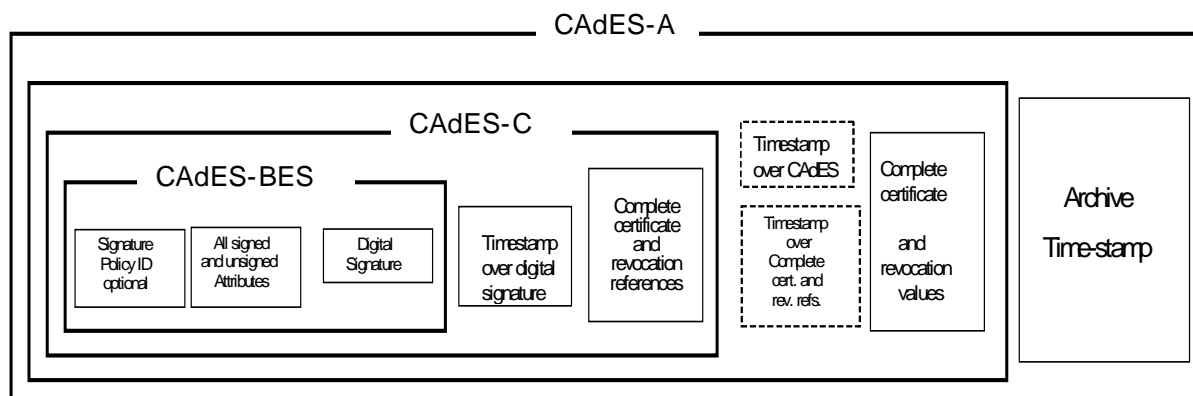 CAdES-A
CAdES-C
CAdES-BES
Signature
Policy ID
optional
All signed
and unsigned
Attributes
Digital
Signature
Timestamp
over digital
signature
Complete
certificate
and
revocation
references
Timestamp
over CAdES
Timestamp
over
Complete
cert. and
rev. refs.
Complete
certificate
and
revocation
values
Archive
Time-stamp